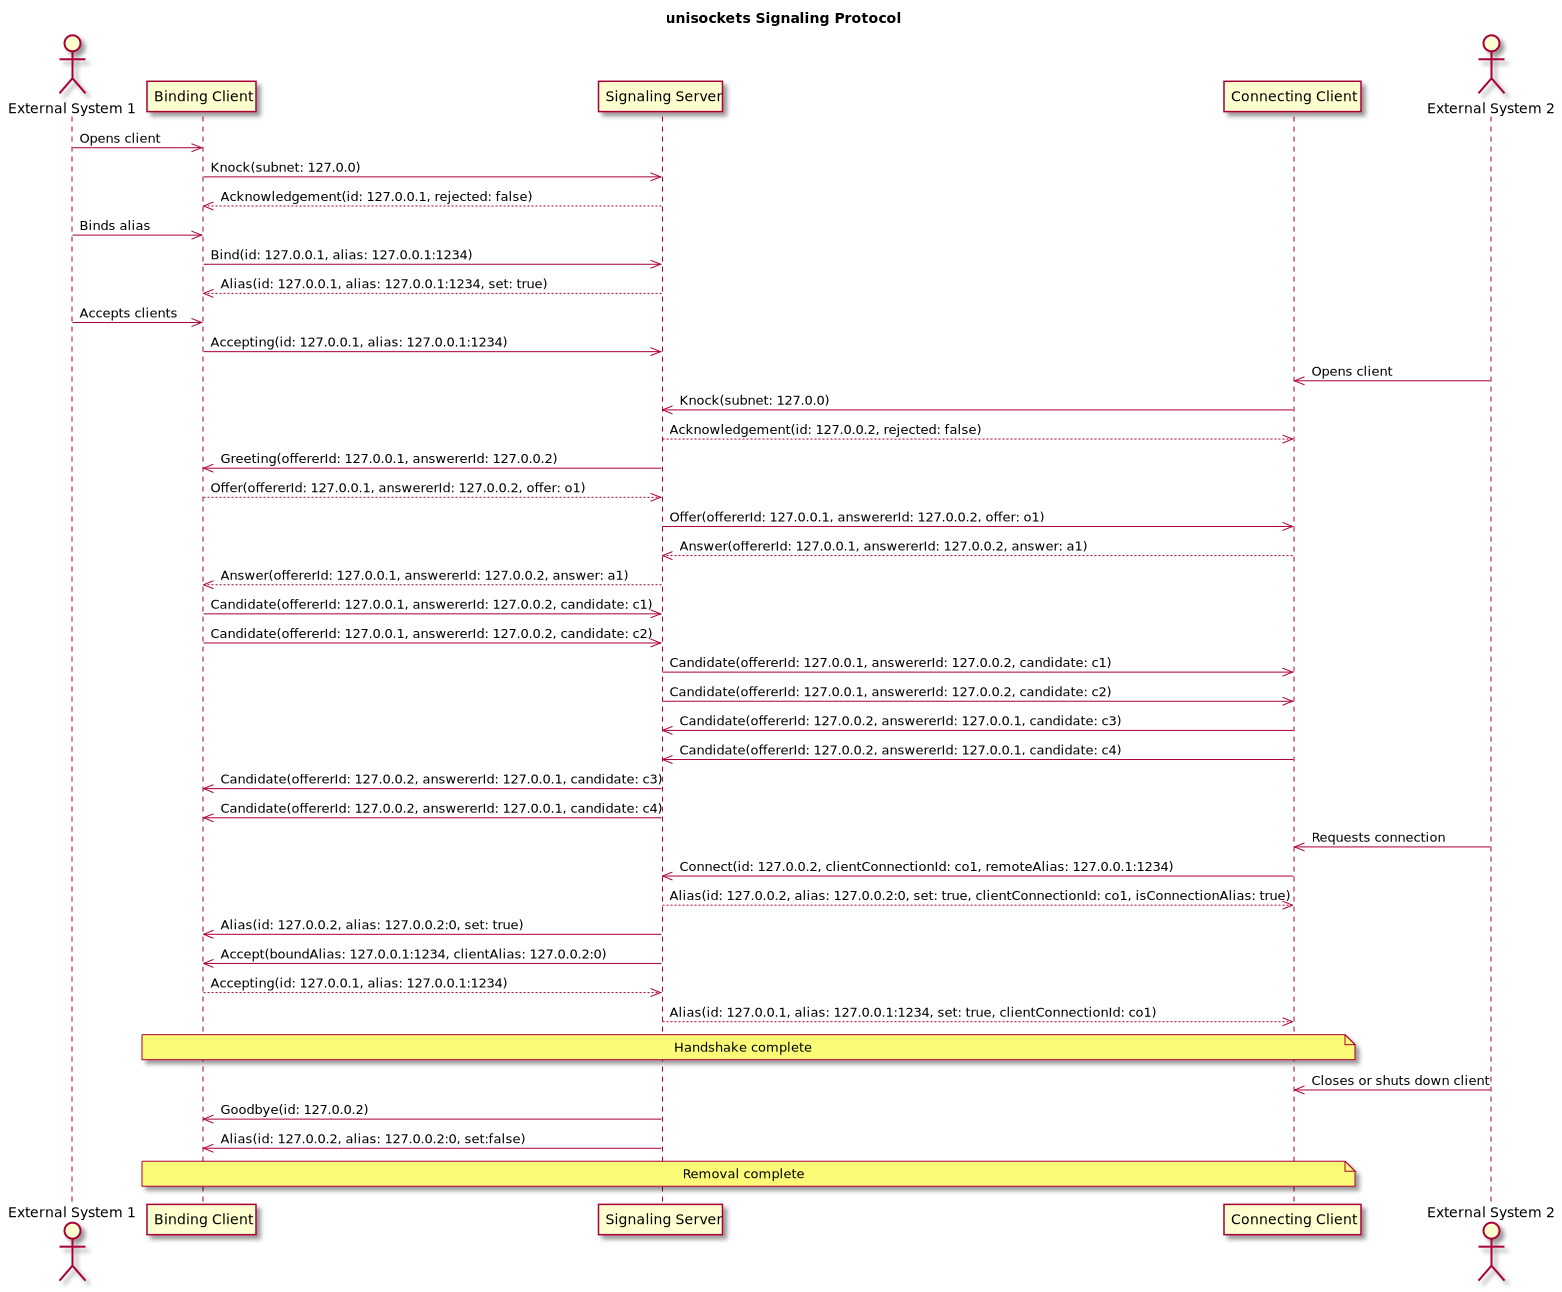 unisockets Signaling Protocol
External System 1
Binding Client
Signaling Server
Connecting Client
External System 2
Opens client
Knock(subnet: 127.0.0)
Acknowledgement(id: 127.0.0.1, rejected: false)
Binds alias
Bind(id: 127.0.0.1, alias: 127.0.0.1:1234)
Alias(id: 127.0.0.1, alias: 127.0.0.1:1234, set: true)
Accepts clients
Accepting(id: 127.0.0.1, alias: 127.0.0.1:1234)
Opens client
Knock(subnet: 127.0.0)
Acknowledgement(id: 127.0.0.2, rejected: false)
Greeting(offererId: 127.0.0.1, answererId: 127.0.0.2)
Offer(offererId: 127.0.0.1, answererId: 127.0.0.2, offer: o1)
Offer(offererId: 127.0.0.1, answererId: 127.0.0.2, offer: o1)
Answer(offererId: 127.0.0.1, answererId: 127.0.0.2, answer: a1)
Answer(offererId: 127.0.0.1, answererId: 127.0.0.2, answer: a1)
Candidate(offererId: 127.0.0.1, answererId: 127.0.0.2, candidate: c1)
Candidate(offererId: 127.0.0.1, answererId: 127.0.0.2, candidate: c2)
Candidate(offererId: 127.0.0.1, answererId: 127.0.0.2, candidate: c1)
Candidate(offererId: 127.0.0.1, answererId: 127.0.0.2, candidate: c2)
Candidate(offererId: 127.0.0.2, answererId: 127.0.0.1, candidate: c3)
Candidate(offererId: 127.0.0.2, answererId: 127.0.0.1, candidate: c4)
Candidate(offererId: 127.0.0.2, answererId: 127.0.0.1, candidate: c3)
Candidate(offererId: 127.0.0.2, answererId: 127.0.0.1, candidate: c4)
Requests connection
Connect(id: 127.0.0.2, clientConnectionId: co1, remoteAlias: 127.0.0.1:1234)
Alias(id: 127.0.0.2, alias: 127.0.0.2:0, set: true, clientConnectionId: co1, isConnectionAlias: true)
Alias(id: 127.0.0.2, alias: 127.0.0.2:0, set: true)
Accept(boundAlias: 127.0.0.1:1234, clientAlias: 127.0.0.2:0)
Accepting(id: 127.0.0.1, alias: 127.0.0.1:1234)
Alias(id: 127.0.0.1, alias: 127.0.0.1:1234, set: true, clientConnectionId: co1)
Handshake complete
Closes or shuts down client
Goodbye(id: 127.0.0.2)
Alias(id: 127.0.0.2, alias: 127.0.0.2:0, set:false)
Removal complete
External System 1
Binding Client
Signaling Server
Connecting Client
External System 2